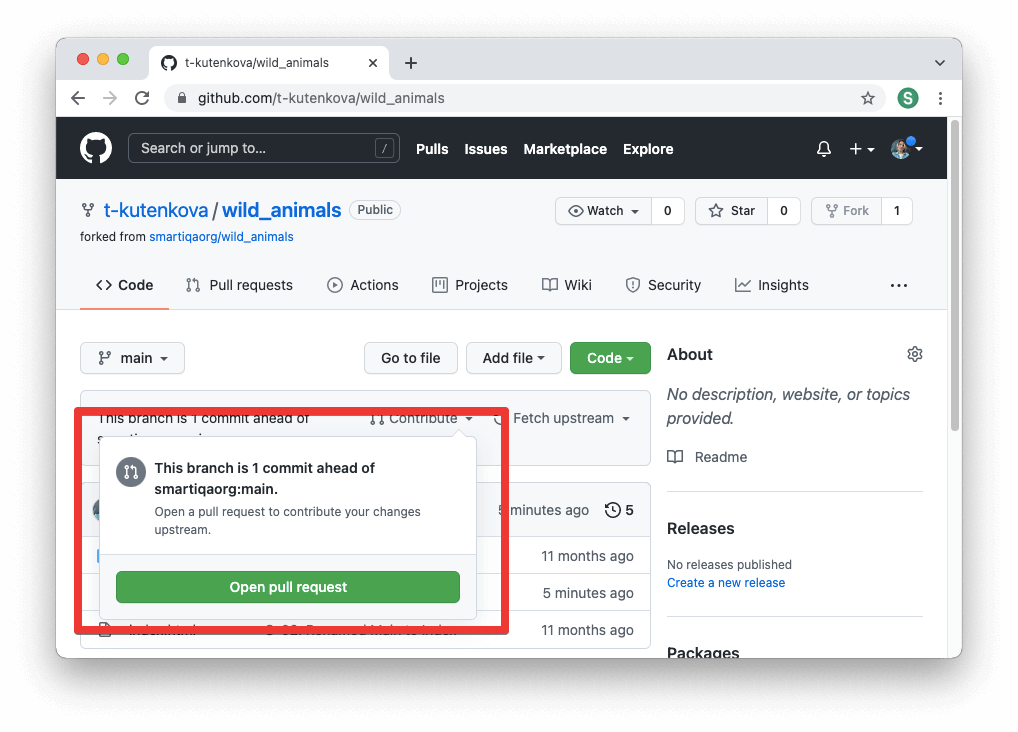 t-kutenkova/wild_animals
github.com/t-kutenkova/wild_animals
S
Search or jump to... /
Pulls Issues Marketplace Explore
t-kutenkova / wild_animals Public
Watch 0 Star 0 Fork 1
forked from smartiqaorg/wild_animals
Code Pull requests Actions Projects Wiki Security Insights
main Go to file Add file Code
About
No description, website, or topics
provided.
Readme
This branch is 1 commit ahead of
Contribute Fetch upstream
This branch is 1 commit ahead of
smartiqaorg:main.
Open a pull request to contribute your changes
upstream.
Open pull request
5 minutes ago 5
11 months ago
5 minutes ago
11 months ago
Releases
No releases published
Create a new release
Packages